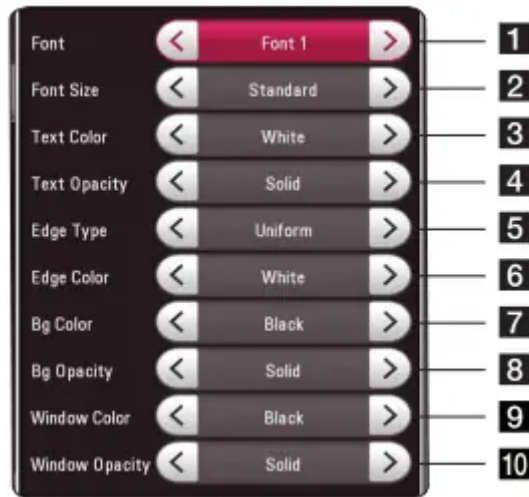 Font < Font 1 > 1
Font Size < Standard > 2
Text Color < White > 3
Text Opacity < Solid > 4
Edge Type < Uniform > 5
Edge Color < White > 6
Bg Color < Black > 7
Bg Opacity < Solid > 8
Window Color < Black > 9
Window Opacity < Solid > 10